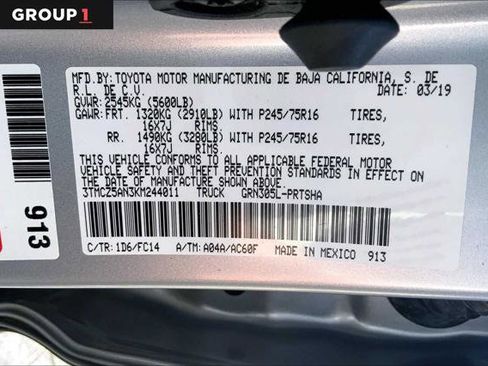 GROUP 1
MFD.BY: TOYOTA MOTOR MANUFACTURING DE BAJA CALIFORNIA, S. DE
R.L. DE C.V. DATE: 03/19
GVWR: 2545KG (5600LB)
GAWR: FRT. 1320KG (2910LB) WITH P245/75R16 TIRES,
16X7J RIMS.
RR. 1490KG (3280LB) WITH P245/75R16 TIRES,
16X7J RIMS.
THIS VEHICLE CONFORMS TO ALL APPLICABLE FEDERAL MOTOR
VEHICLE SAFETY AND THEFT PREVENTION STANDARDS IN EFFECT ON
THE DATE OF MANUFACTURE SHOWN ABOVE.
3TMCZ5AN3KM244011 TRUCK GRN305L-PRTSHA
C/TR: 1D6/FC14 A/TM: A04A/AC60F MADE IN MEXICO 913
913